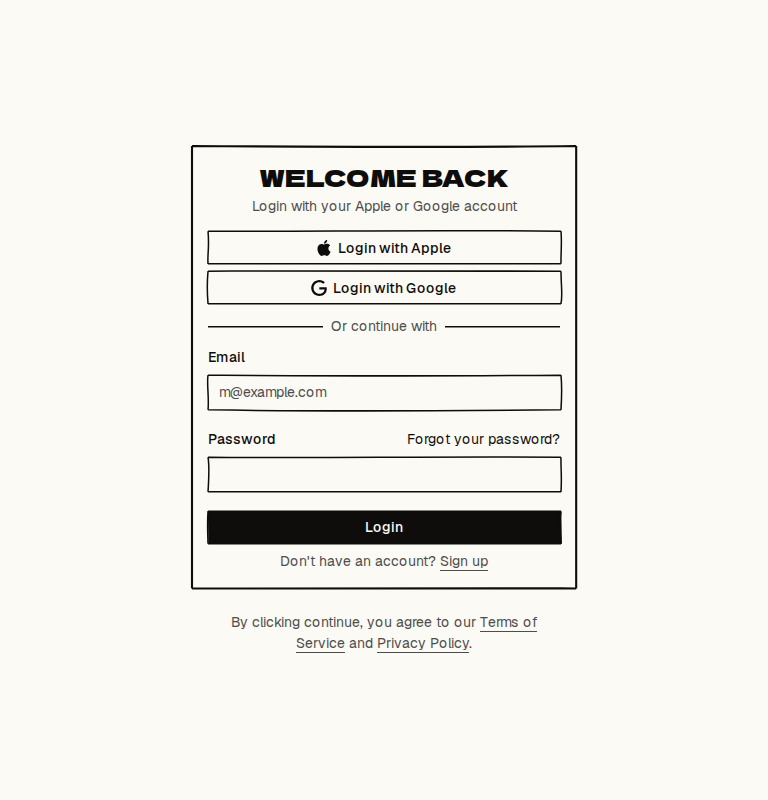 WELCOME BACK
Login with your Apple or Google account
Login with Apple
Login with Google
Or continue with
Email
m@example.com
Password Forgot your password?
Login
Don't have an account? Sign up
By clicking continue, you agree to our Terms of
Service and Privacy Policy.